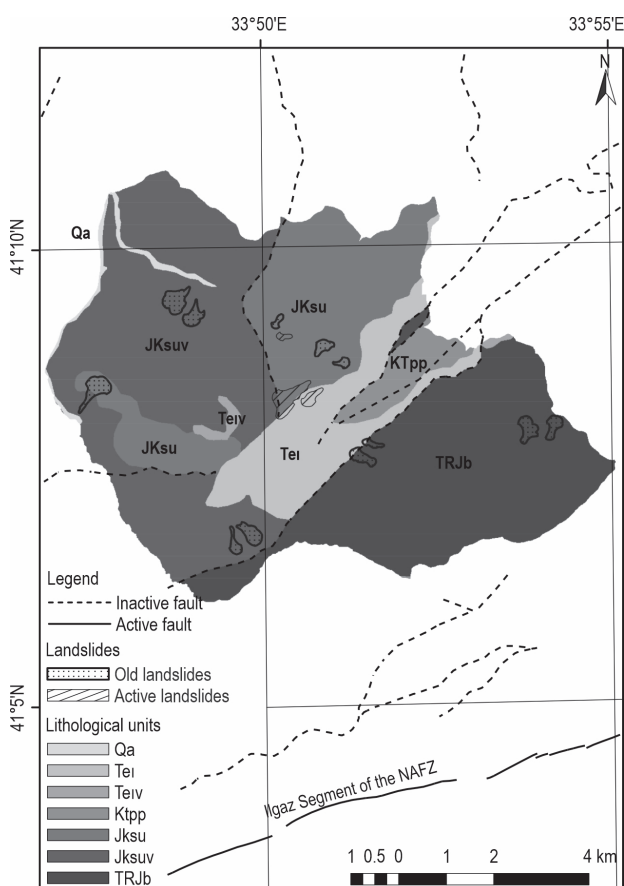 33°50'E
33°55'E
N
41°10'N
Qa
JKsu
JKsuv
KTpp
Teıv
JKsu
Teı
TRJb
Legend
Inactive fault
Active fault
Landslides
Old landslides
Active landslides
41°5'N
Lithological units
Qa
Teı
Teıv
Ktpp
Jksu
Jksuv
TRJb
Ilgaz Segment of the NAFZ
1 0.5 0 1 2 4 km